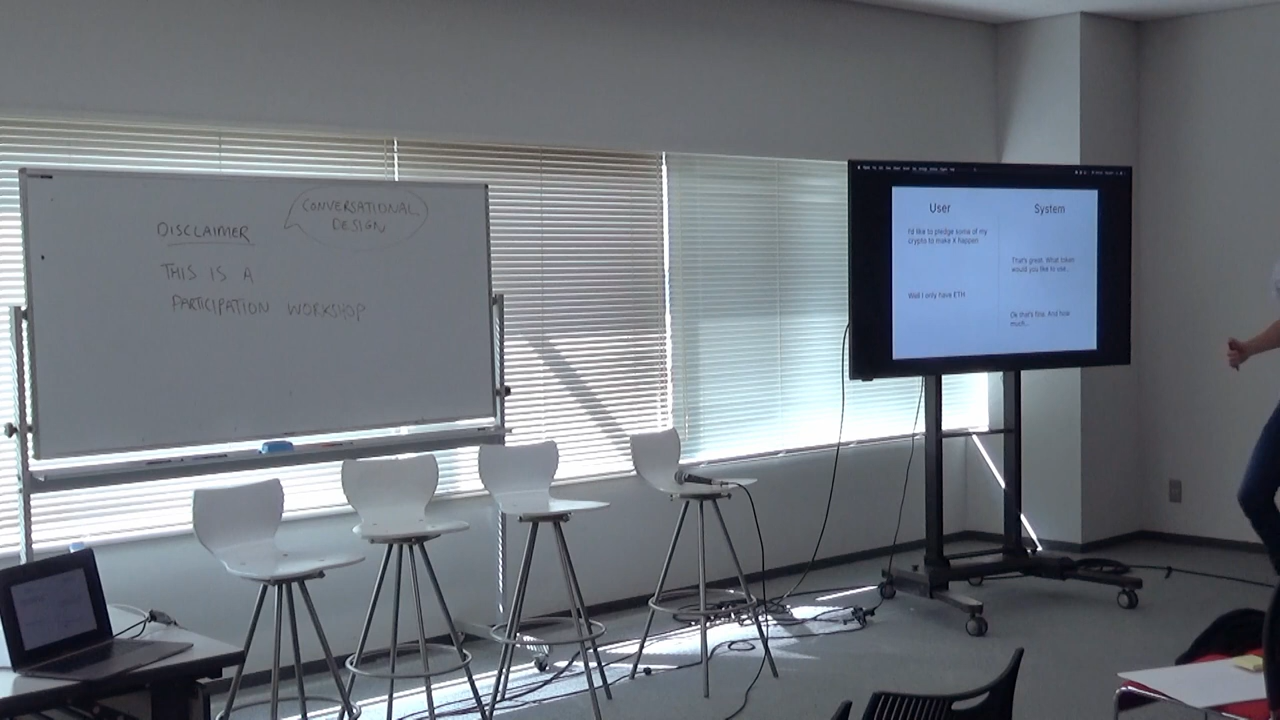 CONVERSATIONAL
DESIGN
DISCLAIMER
THIS IS A
PARTICIPATION WORKSHOP
User
System
I'd like to pledge some of my
crypto to make X happen
That's great. What token
would you like to use...
Well I only have ETH
Ok that's fine. And how
much...